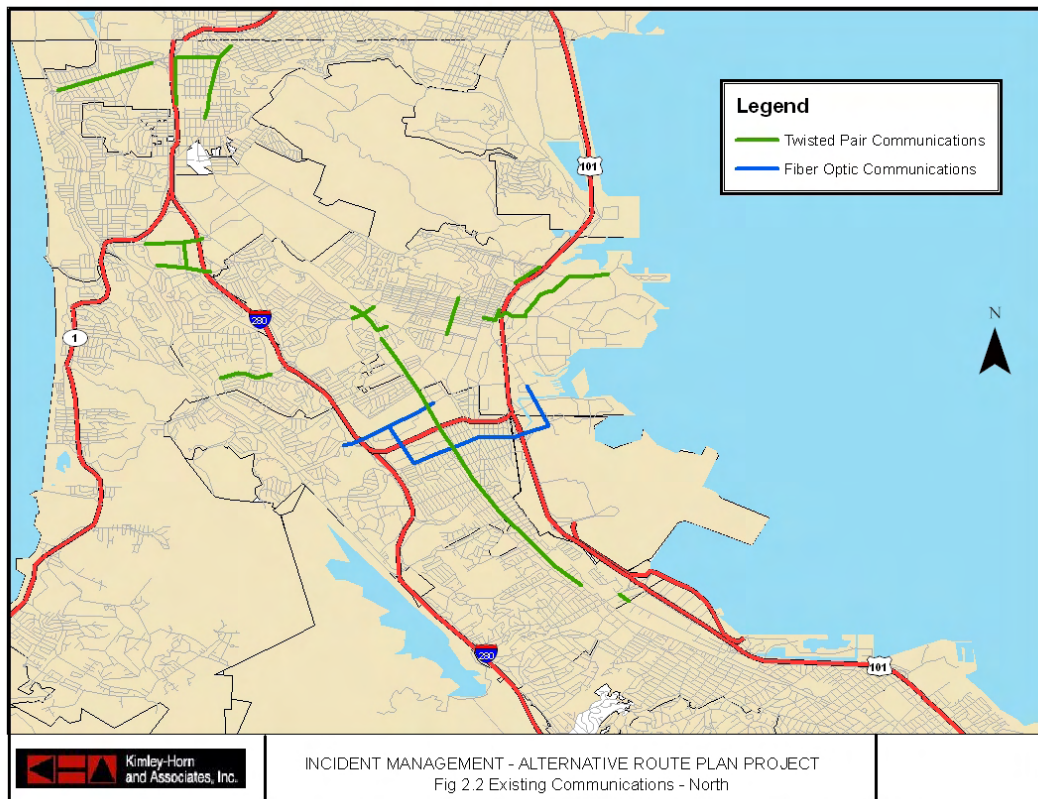 Legend
Twisted Pair Communications
Fiber Optic Communications
101
N
280
1
280
101
Kimley-Horn
and Associates, Inc.
INCIDENT MANAGEMENT - ALTERNATIVE ROUTE PLAN PROJECT
Fig 2.2 Existing Communications - North